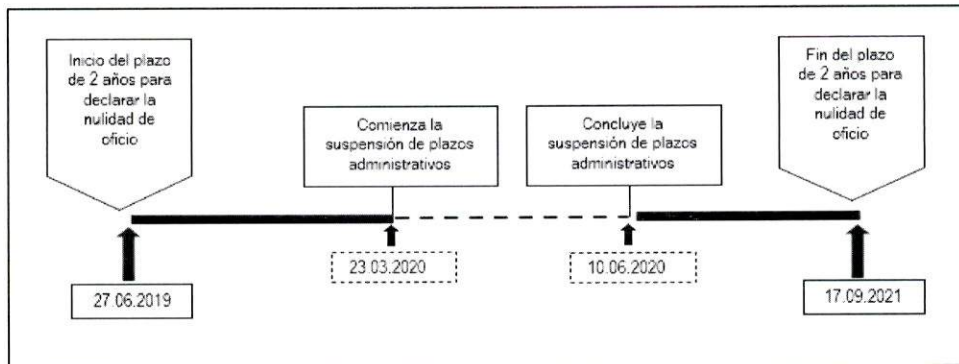 Inicio del plazo
de 2 años para
declarar la
nulidad de
oficio
Comienza la
suspensión de plazos
administrativos
Concluye la
suspensión de plazos
administrativos
Fin del plazo
de 2 años para
declarar la
nulidad de
oficio
27.06.2019
23.03.2020
10.06.2020
17.09.2021